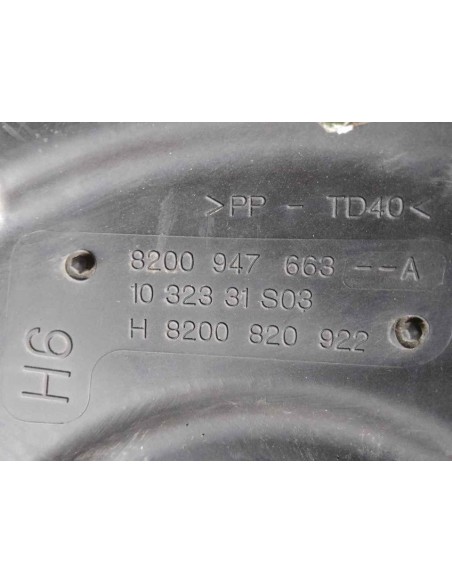 >PP - TD40<
8200 947 663 --A
10 323 31 S03
H 8200 820 922
H6